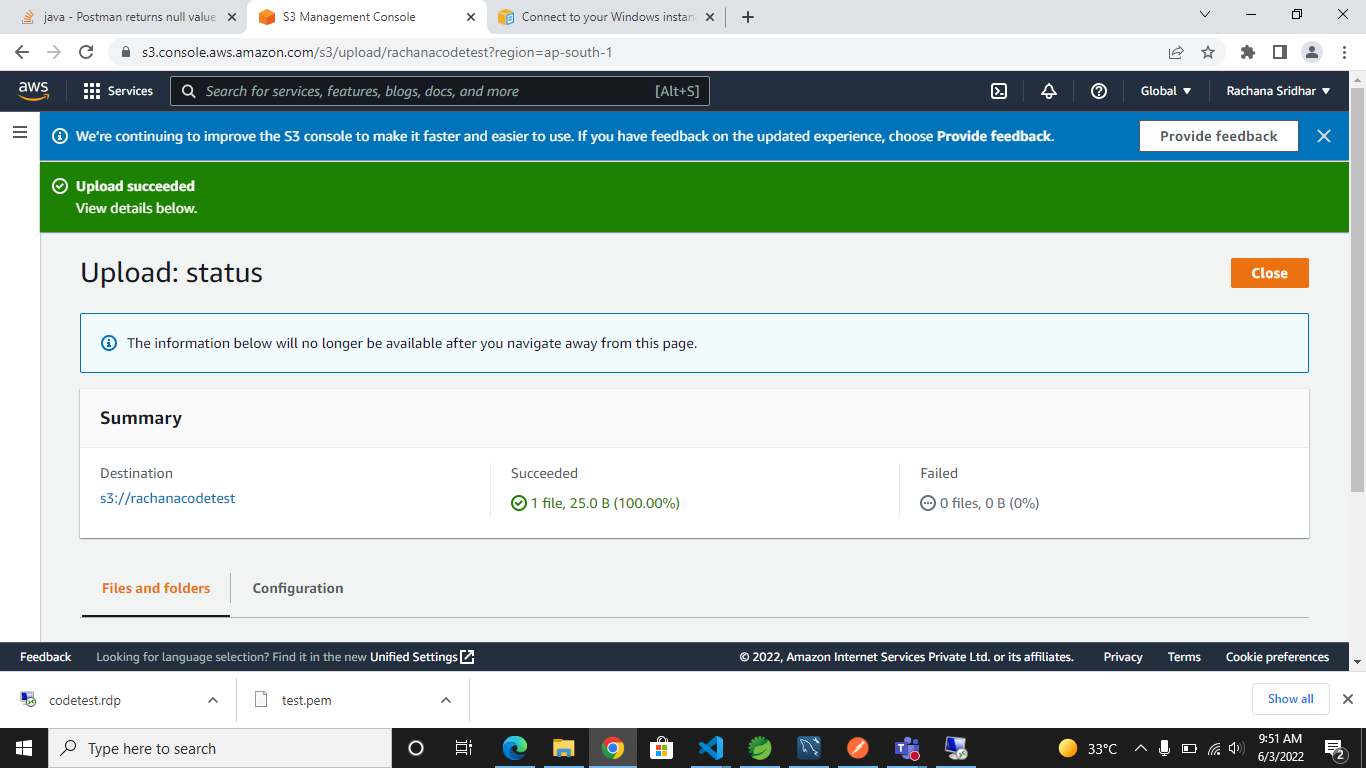 java - Postman returns null value
S3 Management Console
Connect to your Windows instan
s3.console.aws.amazon.com/s3/upload/rachanacodetest?region=ap-south-1
aws
Services
Search for services, features, blogs, docs, and more
[Alt+S]
Global
Rachana Sridhar
We're continuing to improve the S3 console to make it faster and easier to use. If you have feedback on the updated experience, choose Provide feedback.
Provide feedback
Upload succeeded
View details below.
Upload: status
Close
The information below will no longer be available after you navigate away from this page.
Summary
Destination
s3://rachanacodetest
Succeeded
1 file, 25.0 B (100.00%)
Failed
0 files, 0 B (0%)
Files and folders
Configuration
Feedback
Looking for language selection? Find it in the new Unified Settings
© 2022, Amazon Internet Services Private Ltd. or its affiliates.
Privacy
Terms
Cookie preferences
codetest.rdp
test.pem
Show all
Type here to search
33°C
9:51 AM
6/3/2022
2